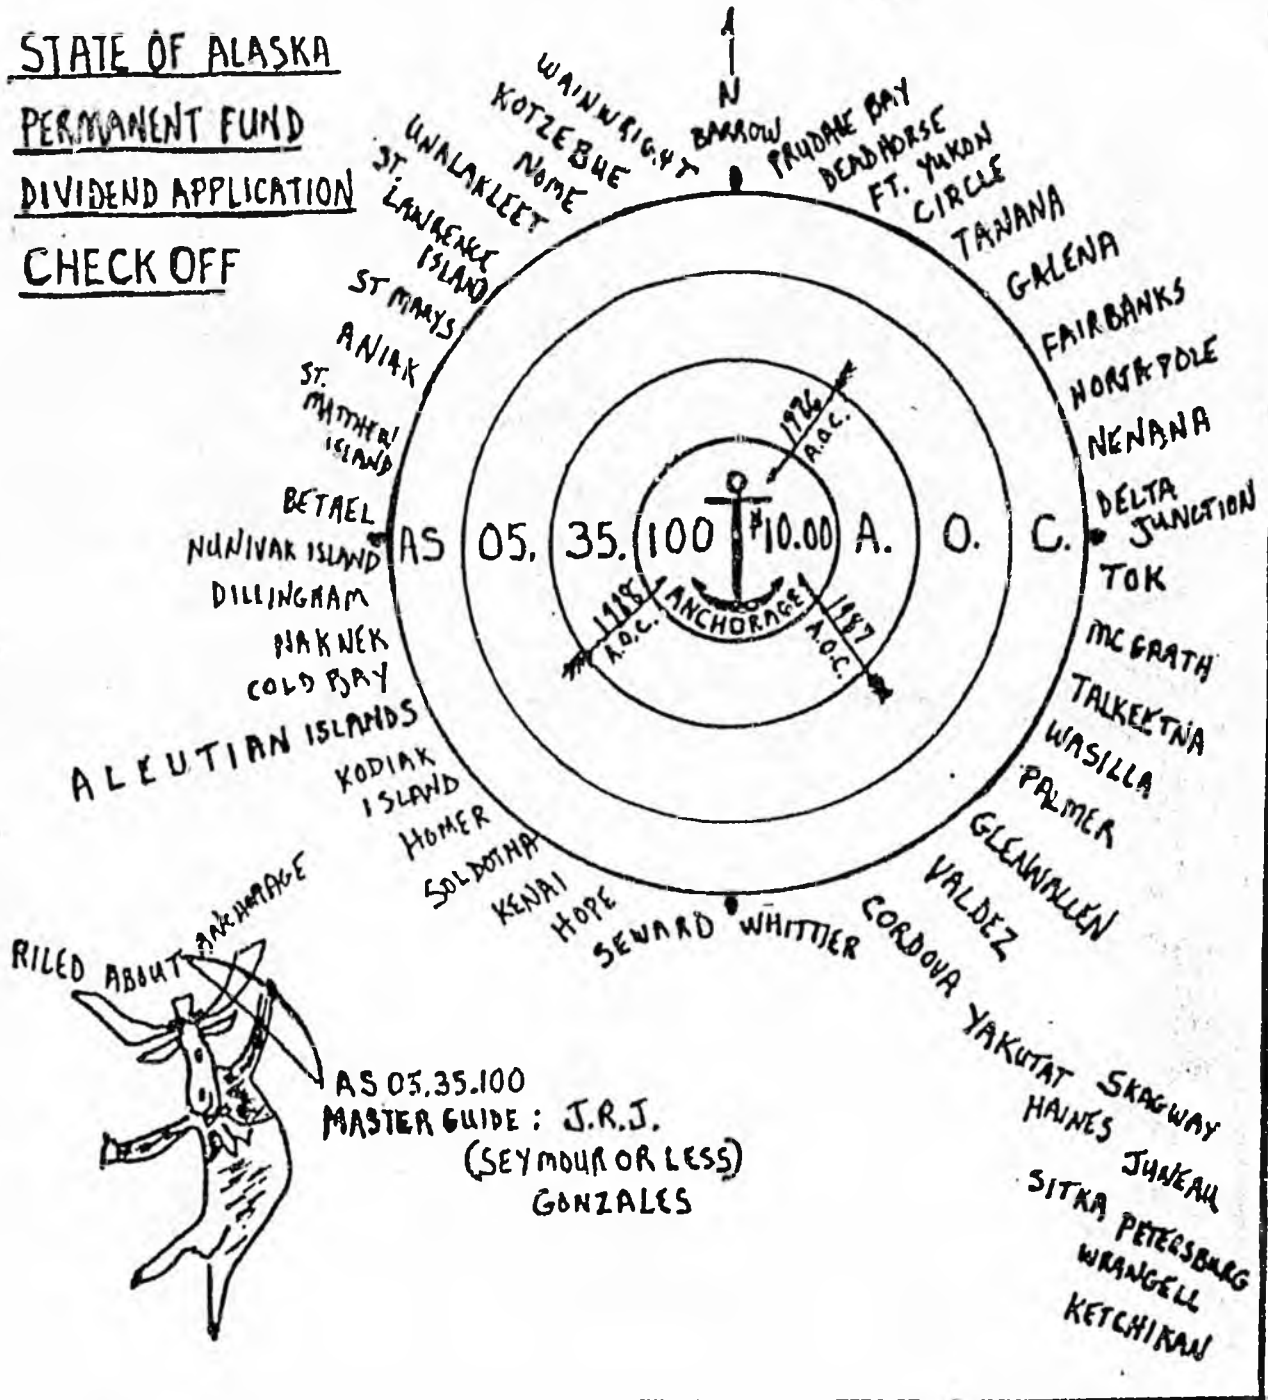 STATE OF ALASKA
PERMANENT FUND
DIVIDEND APPLICATION
CHECK OFF
N
BARROW
PRUDHOE BAY
DEADHORSE
FT. YUKON
CIRCLE
TANANA
GALENA
FAIRBANKS
NORTH POLE
NENANA
DELTA
JUNCTION
TOK
MC GRATH
TALKEETNA
WASILLA
PALMER
GLENWALLEN
VALDEZ
CORDOVA
YAKUTAT
SKAGWAY
HAINES
JUNEAU
SITKA
PETERSBURG
WRANGELL
KETCHIKAN
WHITTIER
SEWARD
HOPE
KENAI
SOLDOTNA
HOMER
KODIAK
ISLAND
ALEUTIAN ISLANDS
COLD BAY
NAKNEK
DILLINGHAM
NUNIVAK ISLAND
BETHEL
ST.
MATTHEW
ISLAND
ANIAK
ST MARYS
ST.
LAWRENCE
ISLAND
UNALAKLEET
NOME
KOTZEBUE
WAINWRIGHT
AS 05. 35. 100 $10.00 A. O. C.
1926
A.O.C.
1918
A.O.C.
1987
A.O.C.
ANCHORAGE
RILED ABOUT ANCHORAGE
AS 05.35.100
MASTER GUIDE: J.R.J.
(SEYMOUR OR LESS)
GONZALES